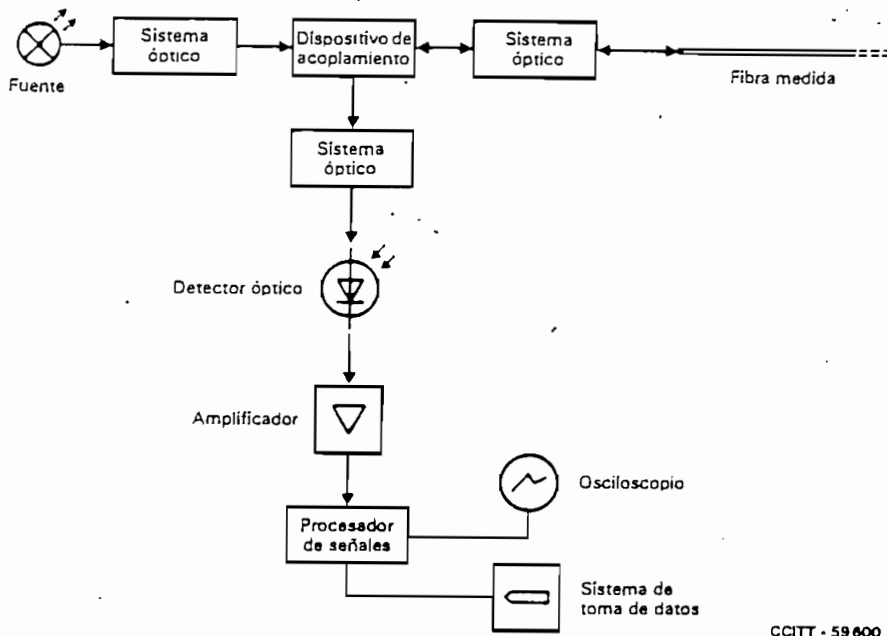 Sistema
óptico
Dispositivo de
acoplamiento
Sistema
óptico
Fuente
Fibra medida
Sistema
óptico
Detector óptico
Amplificador
Osciloscopio
Procesador
de señales
Sistema de
toma de datos
CCITT - 59600